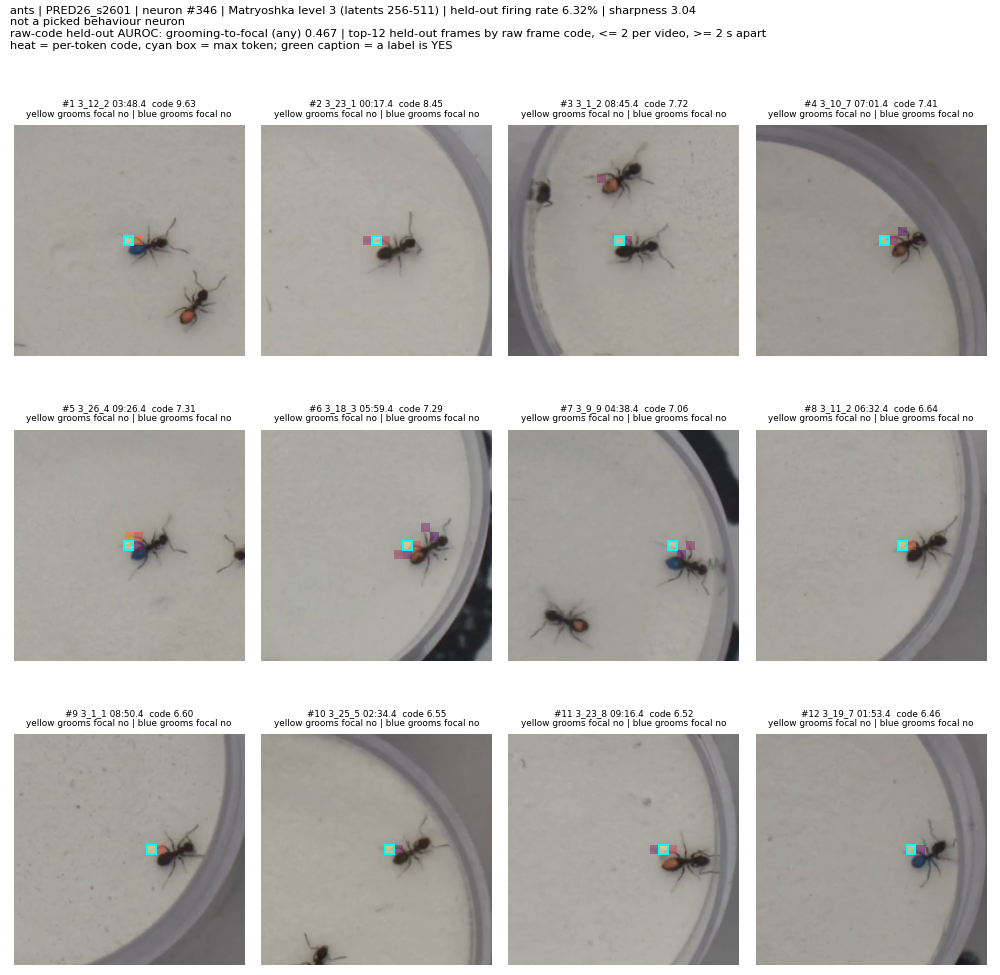 ants | PRED26_s2601 | neuron #346 | Matryoshka level 3 (latents 256-511) | held-out firing rate 6.32% | sharpness 3.04
not a picked behaviour neuron
raw-code held-out AUROC: grooming-to-focal (any) 0.467 | top-12 held-out frames by raw frame code, <= 2 per video, >= 2 s apart
heat = per-token code, cyan box = max token; green caption = a label is YES
#1 3_12_2 03:48.4 code 9.63
yellow grooms focal no | blue grooms focal no
#2 3_23_1 00:17.4 code 8.45
yellow grooms focal no | blue grooms focal no
#3 3_1_2 08:45.4 code 7.72
yellow grooms focal no | blue grooms focal no
#4 3_10_7 07:01.4 code 7.41
yellow grooms focal no | blue grooms focal no
#5 3_26_4 09:26.4 code 7.31
yellow grooms focal no | blue grooms focal no
#6 3_18_3 05:59.4 code 7.29
yellow grooms focal no | blue grooms focal no
#7 3_9_9 04:38.4 code 7.06
yellow grooms focal no | blue grooms focal no
#8 3_11_2 06:32.4 code 6.64
yellow grooms focal no | blue grooms focal no
#9 3_1_1 08:50.4 code 6.60
yellow grooms focal no | blue grooms focal no
#10 3_25_5 02:34.4 code 6.55
yellow grooms focal no | blue grooms focal no
#11 3_23_8 09:16.4 code 6.52
yellow grooms focal no | blue grooms focal no
#12 3_19_7 01:53.4 code 6.46
yellow grooms focal no | blue grooms focal no